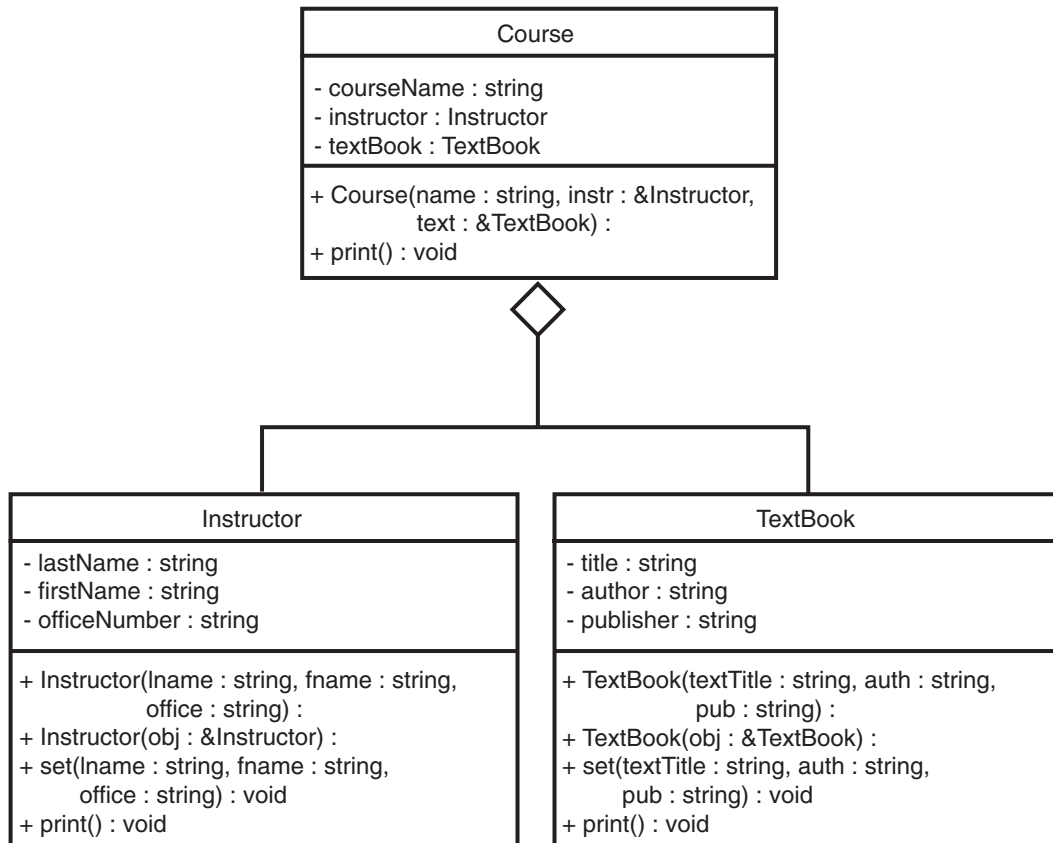 Course
- courseName : string
- instructor : Instructor
- textBook : TextBook
+ Course(name : string, instr : &Instructor,
text : &TextBook) :
+ print() : void
Instructor
- lastName : string
- firstName : string
- officeNumber : string
+ Instructor(lname : string, fname : string,
office : string) :
+ Instructor(obj : &Instructor) :
+ set(lname : string, fname : string,
office : string) : void
+ print() : void
TextBook
- title : string
- author : string
- publisher : string
+ TextBook(textTitle : string, auth : string,
pub : string) :
+ TextBook(obj : &TextBook) :
+ set(textTitle : string, auth : string,
pub : string) : void
+ print() : void